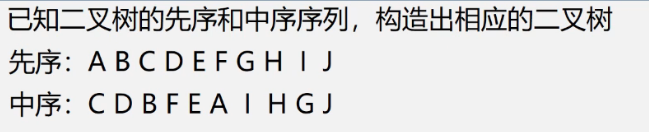 已知二叉树的先序和中序序列，构造出相应的二叉树
先序：A B C D E F G H I J
中序：C D B F E A I H G J